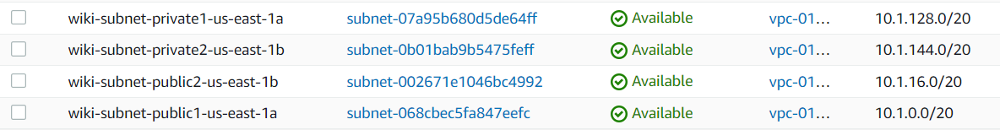 wiki-subnet-private1-us-east-1a subnet-07a95b680d5de64ff Available vpc-01… 10.1.128.0/20
wiki-subnet-private2-us-east-1b subnet-0b01bab9b5475feff Available vpc-01… 10.1.144.0/20
wiki-subnet-public2-us-east-1b subnet-002671e1046bc4992 Available vpc-01… 10.1.16.0/20
wiki-subnet-public1-us-east-1a subnet-068cbec5fa847eefc Available vpc-01… 10.1.0.0/20